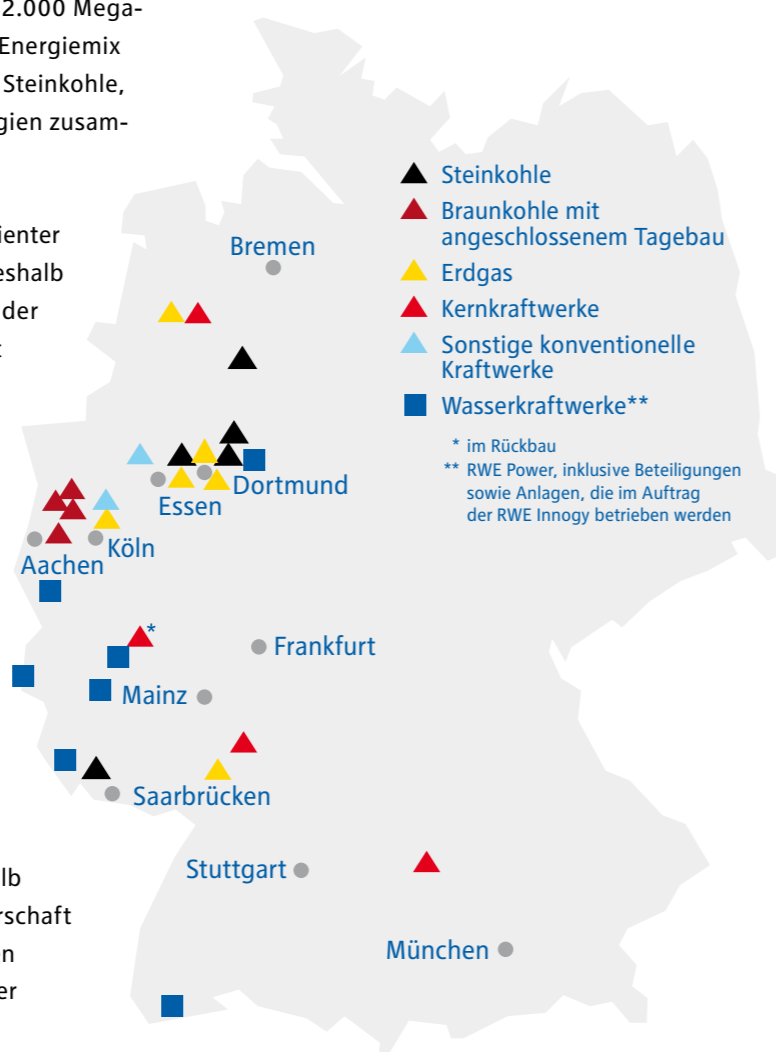 2.000 Mega-
Energiemix
Steinkohle,
gien zusam-
ienter
eshalb
der
Steinkohle
Braunkohle mit
angeschlossenem Tagebau
Erdgas
Kernkraftwerke
Sonstige konventionelle
Kraftwerke
Wasserkraftwerke**
* im Rückbau
** RWE Power, inklusive Beteiligungen
sowie Anlagen, die im Auftrag
der RWE Innogy betrieben werden
Bremen
Dortmund
Essen
Köln
Aachen
*
Frankfurt
Mainz
Saarbrücken
Stuttgart
München
lb
rschaft
n
er